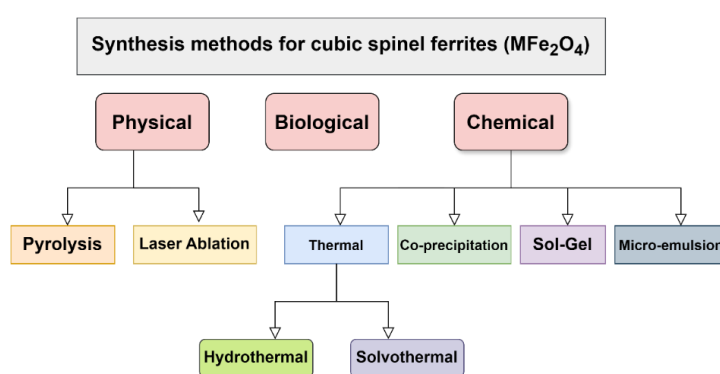 Synthesis methods for cubic spinel ferrites (MFe₂O₄)
Physical
Biological
Chemical
Pyrolysis
Laser Ablation
Thermal
Co-precipitation
Sol-Gel
Micro-emulsion
Hydrothermal
Solvothermal